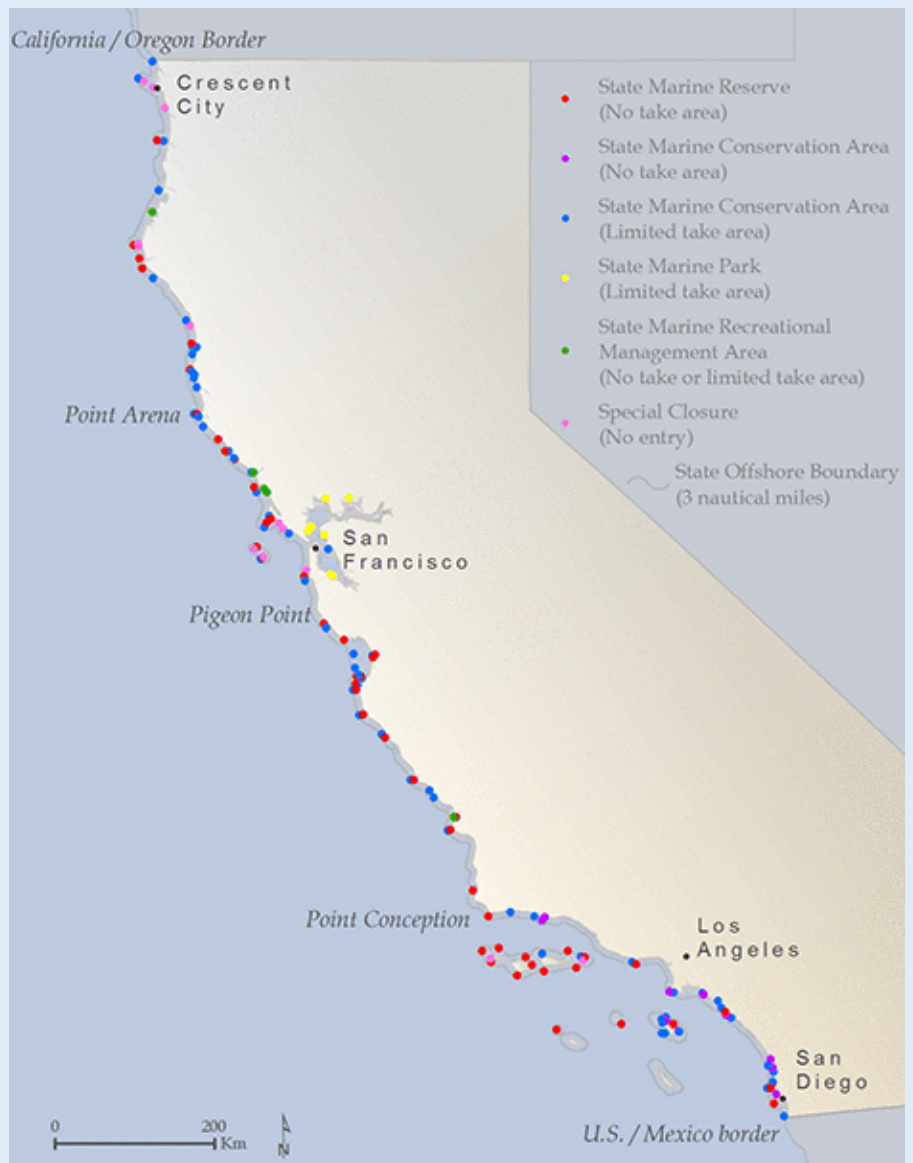 California / Oregon Border
Crescent
City
State Marine Reserve
(No take area)
State Marine Conservation Area
(No take area)
State Marine Conservation Area
(Limited take area)
State Marine Park
(Limited take area)
State Marine Recreational
Management Area
(No take or limited take area)
Special Closure
(No entry)
State Offshore Boundary
(3 nautical miles)
Point Arena
San
Francisco
Pigeon Point
Point Conception
Los
Angeles
San
Diego
U.S. / Mexico border
0 200
Km
N